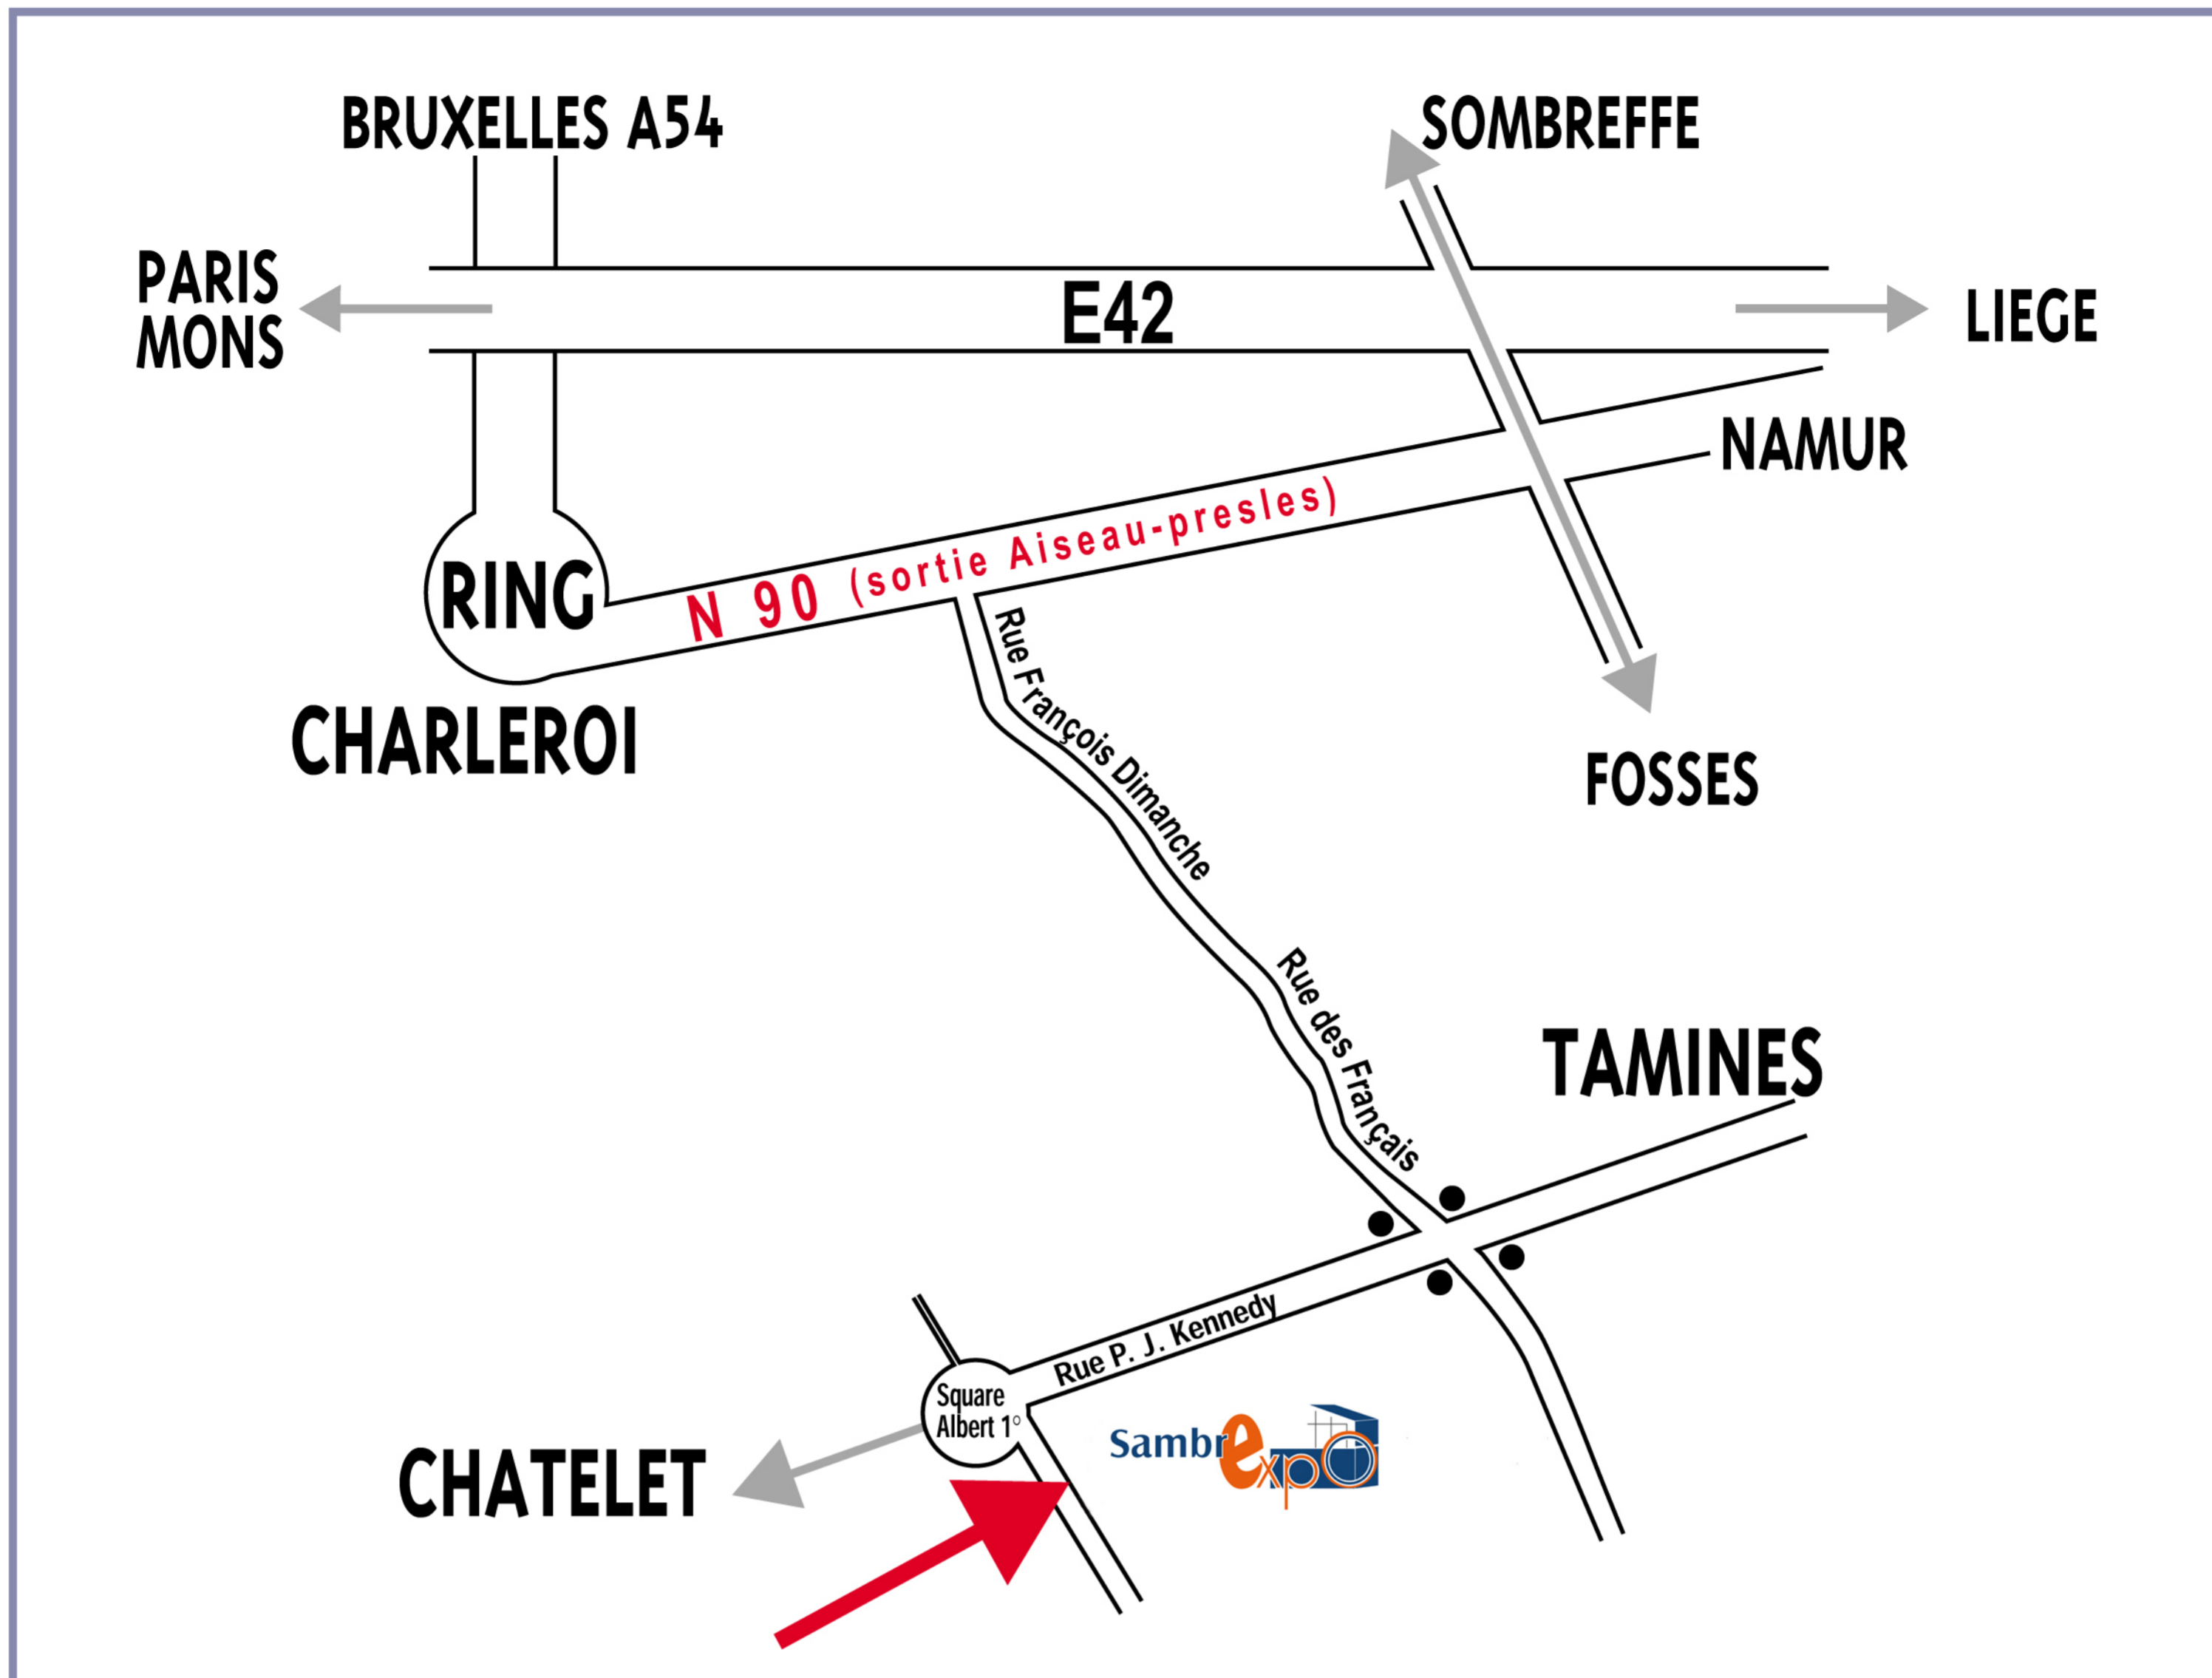 BRUXELLES A54
SOMBREFFE
PARIS
MONS
E42
LIEGE
NAMUR
N 90 (sortie Aiseau-presles)
RING
CHARLEROI
Rue François Dimanche
FOSSES
Rue des Français
TAMINES
Rue P. J. Kennedy
Square
Albert 1°
SambrexpO
CHATELET